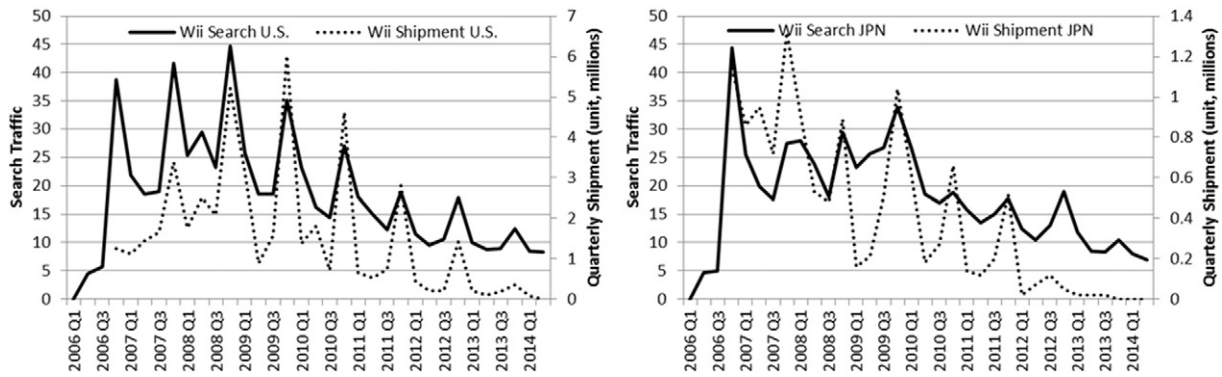 Wii Search U.S.
Wii Shipment U.S.
Search Traffic
50
45
40
35
30
25
20
15
10
5
0
Quarterly Shipment (unit, millions)
7
6
5
4
3
2
1
0
2006 Q1
2006 Q3
2007 Q1
2007 Q3
2008 Q1
2008 Q3
2009 Q1
2009 Q3
2010 Q1
2010 Q3
2011 Q1
2011 Q3
2012 Q1
2012 Q3
2013 Q1
2013 Q3
2014 Q1
Wii Search JPN
Wii Shipment JPN
Search Traffic
50
45
40
35
30
25
20
15
10
5
0
Quarterly Shipment (unit, millions)
1.4
1.2
1
0.8
0.6
0.4
0.2
0
2006 Q1
2006 Q3
2007 Q1
2007 Q3
2008 Q1
2008 Q3
2009 Q1
2009 Q3
2010 Q1
2010 Q3
2011 Q1
2011 Q3
2012 Q1
2012 Q3
2013 Q1
2013 Q3
2014 Q1